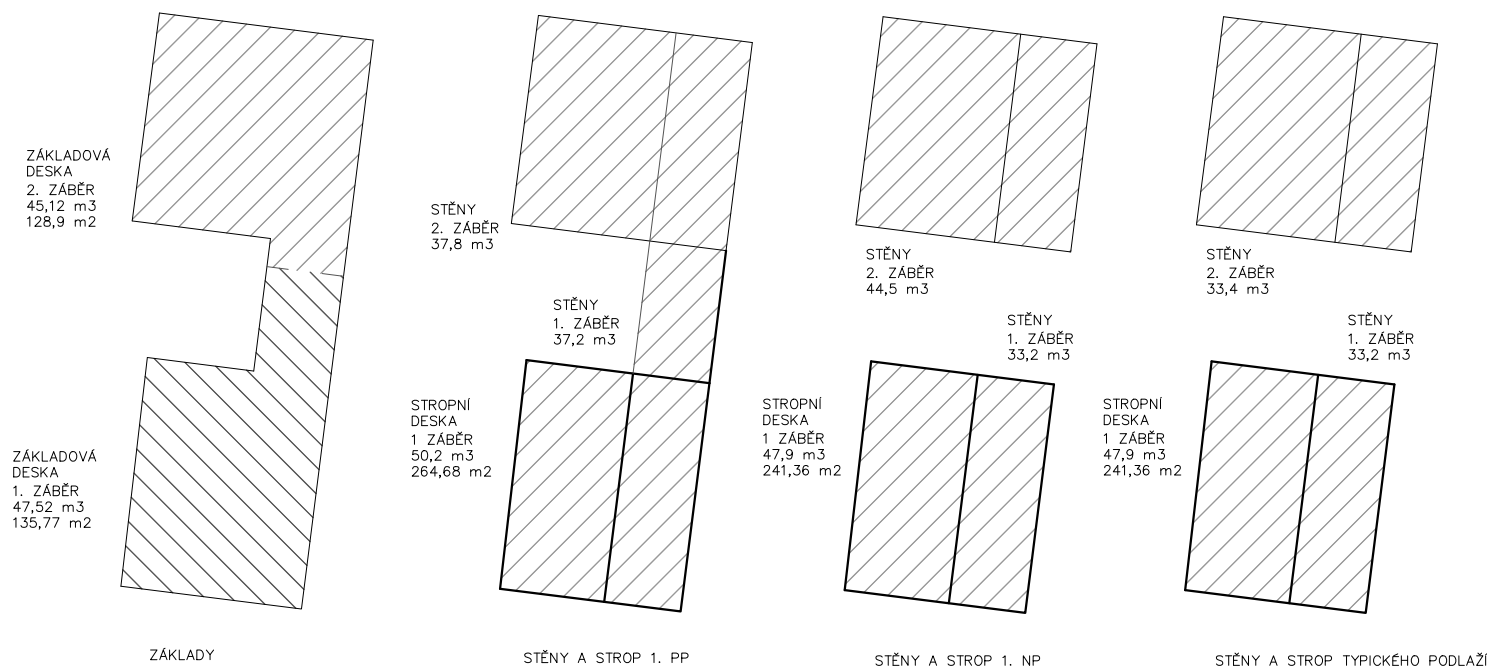 ZÁKLADOVÁ
DESKA
2. ZÁBĚR
45,12 m3
128,9 m2
ZÁKLADOVÁ
DESKA
1. ZÁBĚR
47,52 m3
135,77 m2
ZÁKLADY
STĚNY
2. ZÁBĚR
37,8 m3
STĚNY
1. ZÁBĚR
37,2 m3
STROPNÍ
DESKA
1 ZÁBĚR
50,2 m3
264,68 m2
STĚNY A STROP 1. PP
STĚNY
2. ZÁBĚR
44,5 m3
STĚNY
1. ZÁBĚR
33,2 m3
STROPNÍ
DESKA
1 ZÁBĚR
47,9 m3
241,36 m2
STĚNY A STROP 1. NP
STĚNY
2. ZÁBĚR
33,4 m3
STĚNY
1. ZÁBĚR
33,2 m3
STROPNÍ
DESKA
1 ZÁBĚR
47,9 m3
241,36 m2
STĚNY A STROP TYPICKÉHO PODLAŽÍ